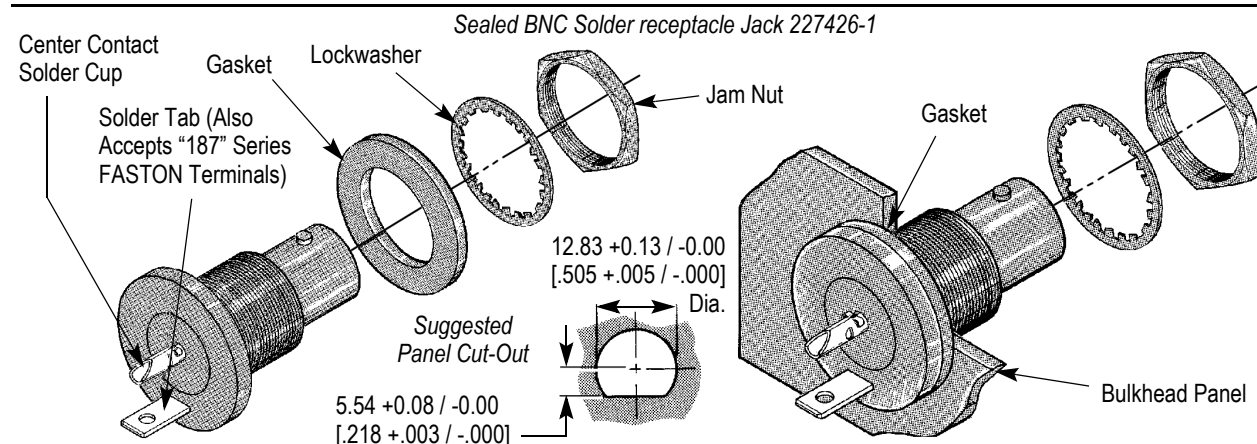 Sealed BNC Solder receptacle Jack 227426-1
Center Contact
Solder Cup
Gasket
Lockwasher
Jam Nut
Solder Tab (Also
Accepts “187” Series
FASTON Terminals)
12.83 +0.13 / -0.00
[.505 +.005 / -.000]
Dia.
Suggested
Panel Cut-Out
5.54 +0.08 / -0.00
[.218 +.003 / -.000]
Gasket
Bulkhead Panel